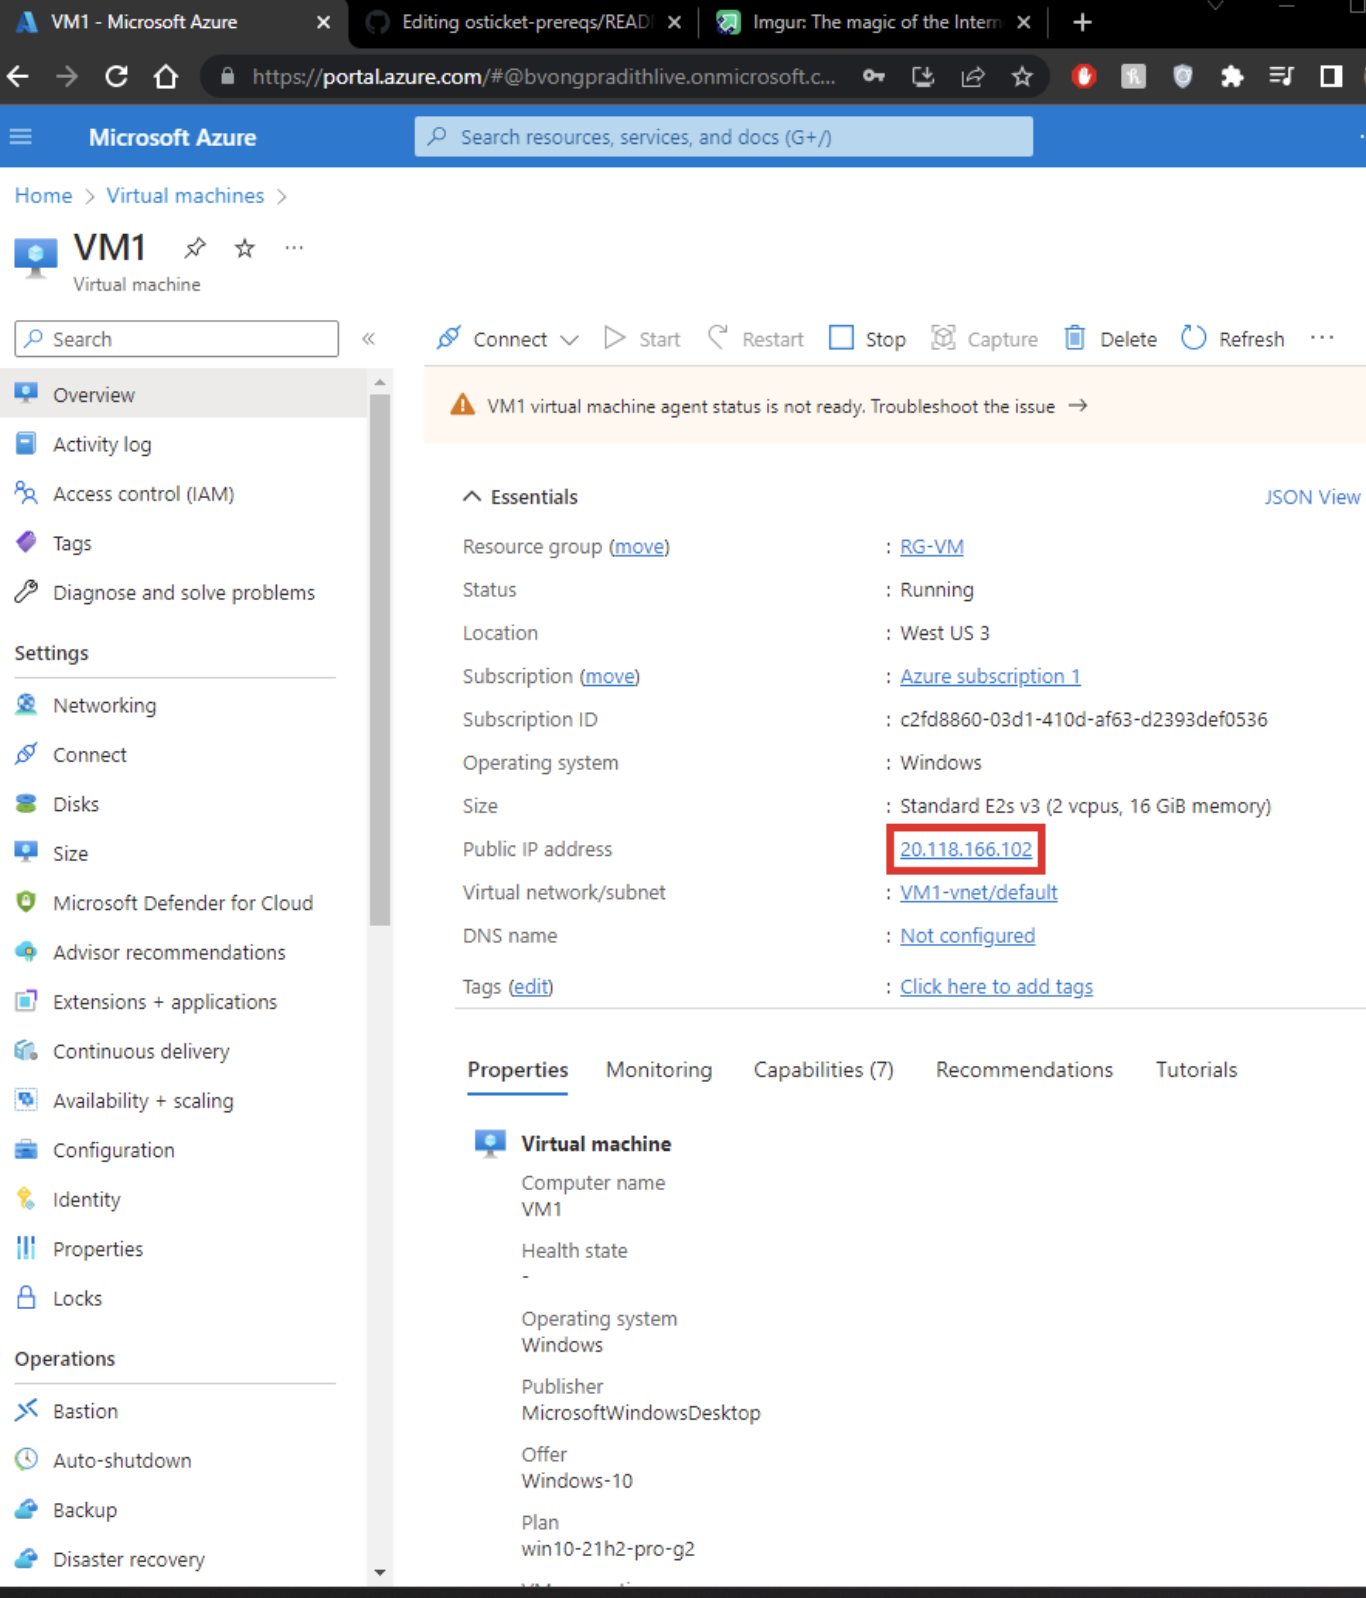 VM1 - Microsoft Azure
Editing osticket-prereqs/READ
Imgur: The magic of the Intern
https://portal.azure.com/#@bvongpradithlive.onmicrosoft.c...
Microsoft Azure
Search resources, services, and docs (G+/)
Home > Virtual machines >
VM1
Virtual machine
Search
Connect
Start
Restart
Stop
Capture
Delete
Refresh
VM1 virtual machine agent status is not ready. Troubleshoot the issue →
Overview
Activity log
Access control (IAM)
Tags
Diagnose and solve problems
Settings
Networking
Connect
Disks
Size
Microsoft Defender for Cloud
Advisor recommendations
Extensions + applications
Continuous delivery
Availability + scaling
Configuration
Identity
Properties
Locks
Operations
Bastion
Auto-shutdown
Backup
Disaster recovery
Essentials
JSON View
Resource group (move) : RG-VM
Status : Running
Location : West US 3
Subscription (move) : Azure subscription 1
Subscription ID : c2fd8860-03d1-410d-af63-d2393def0536
Operating system : Windows
Size : Standard E2s v3 (2 vcpus, 16 GiB memory)
Public IP address 20.118.166.102
Virtual network/subnet : VM1-vnet/default
DNS name : Not configured
Tags (edit) : Click here to add tags
Properties
Monitoring
Capabilities (7)
Recommendations
Tutorials
Virtual machine
Computer name
VM1
Health state
-
Operating system
Windows
Publisher
MicrosoftWindowsDesktop
Offer
Windows-10
Plan
win10-21h2-pro-g2